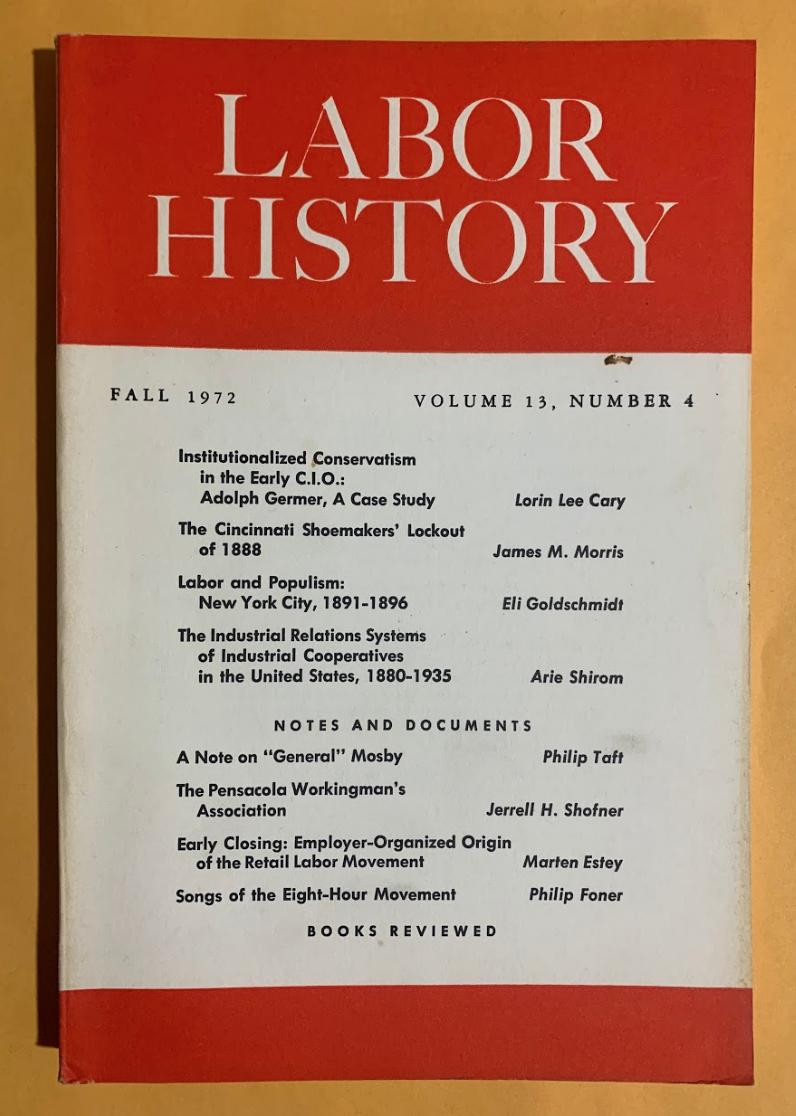 LABOR
HISTORY
FALL 1972 VOLUME 13, NUMBER 4
Institutionalized Conservatism
in the Early C.I.O.:
Adolph Germer, A Case Study Lorin Lee Cary
The Cincinnati Shoemakers' Lockout
of 1888 James M. Morris
Labor and Populism:
New York City, 1891-1896 Eli Goldschmidt
The Industrial Relations Systems
of Industrial Cooperatives
in the United States, 1880-1935 Arie Shirom
NOTES AND DOCUMENTS
A Note on "General" Mosby Philip Taft
The Pensacola Workingman's
Association Jerrell H. Shofner
Early Closing: Employer-Organized Origin
of the Retail Labor Movement Marten Estey
Songs of the Eight-Hour Movement Philip Foner
BOOKS REVIEWED